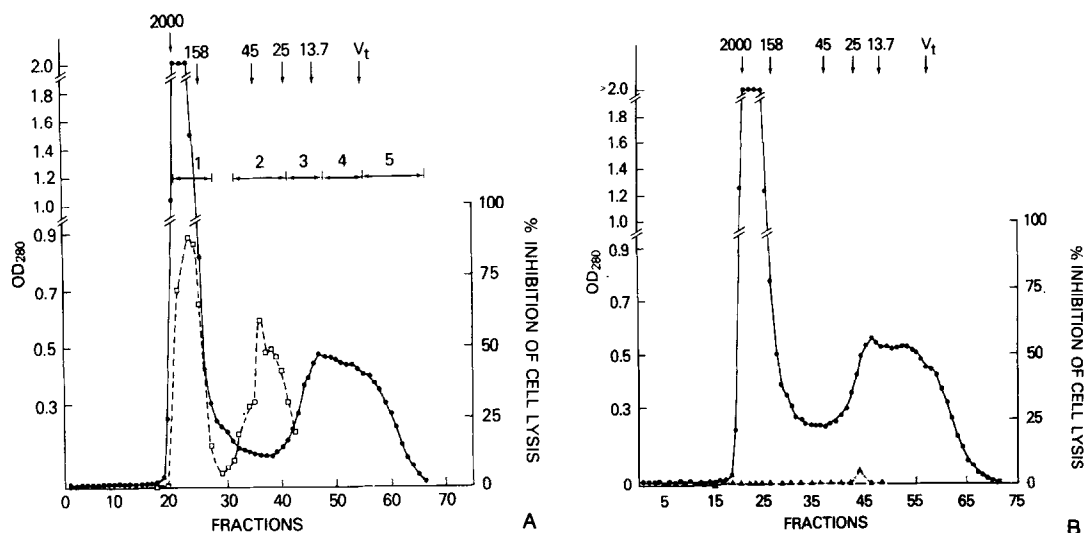 2000
158 45 25 13.7 Vt
2.0
1.8
1.6
1.4
1.2
1.0
0.9
0.7
0.5
0.3
0
OD280
1 2 3 4 5
100
75
50
25
0
% INHIBITION OF CELL LYSIS
0 10 20 30 40 50 60 70
FRACTIONS
A
2000 158 45 25 13.7 Vt
>2.0
1.8
1.6
1.4
1.2
1.0
0.9
0.7
0.5
0.3
0
OD280
100
75
50
25
0
% INHIBITION OF CELL LYSIS
5 15 25 35 45 55 65 75
FRACTIONS
B